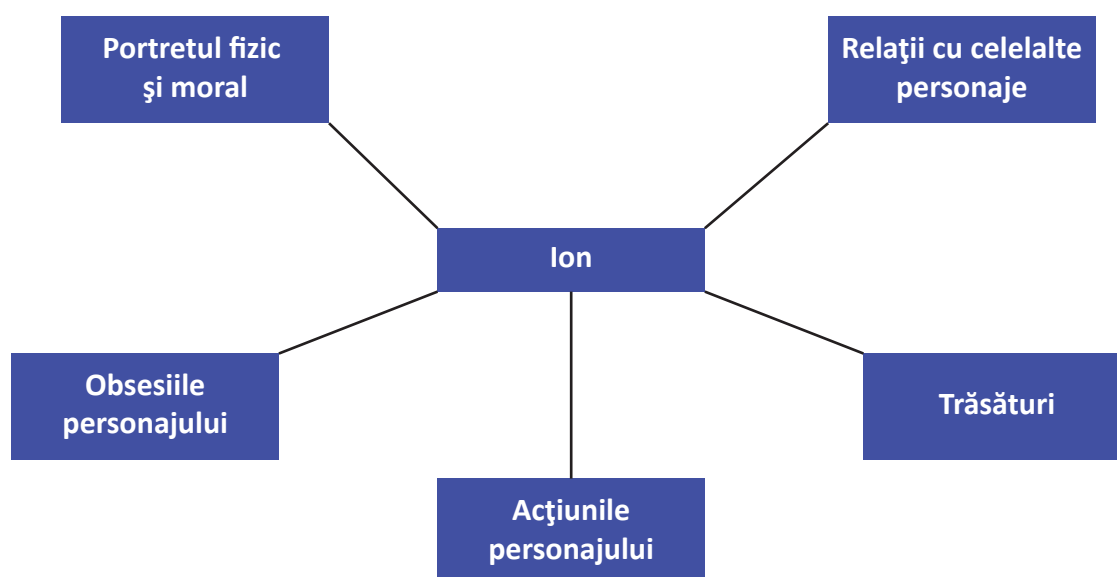 Portretul fizic
şi moral
Relaţii cu celelalte
personaje
Ion
Obsesiile
personajului
Trăsături
Acţiunile
personajului